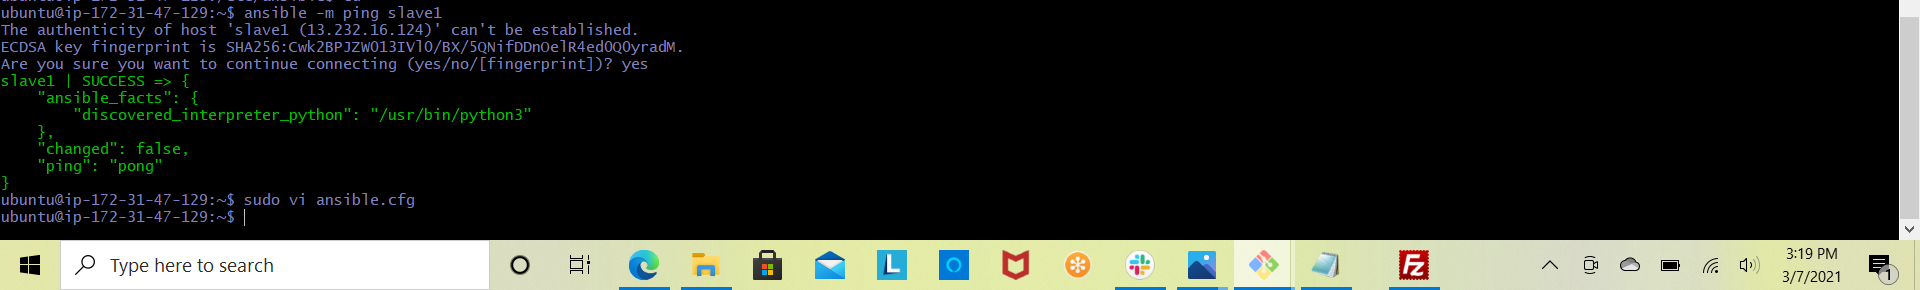 ubuntu@ip-172-31-47-129:~$ ansible -m ping slave1
The authenticity of host 'slave1 (13.232.16.124)' can't be established.
ECDSA key fingerprint is SHA256:Cwk2BPJZWO13IVlO/BX/5QNifDDnOelR4edOQOyradM.
Are you sure you want to continue connecting (yes/no/[fingerprint])? yes
slave1 | SUCCESS => {
    "ansible_facts": {
        "discovered_interpreter_python": "/usr/bin/python3"
    },
    "changed": false,
    "ping": "pong"
}
ubuntu@ip-172-31-47-129:~$ sudo vi ansible.cfg
ubuntu@ip-172-31-47-129:~$
Type here to search
L
Fz
3:19 PM
3/7/2021
1